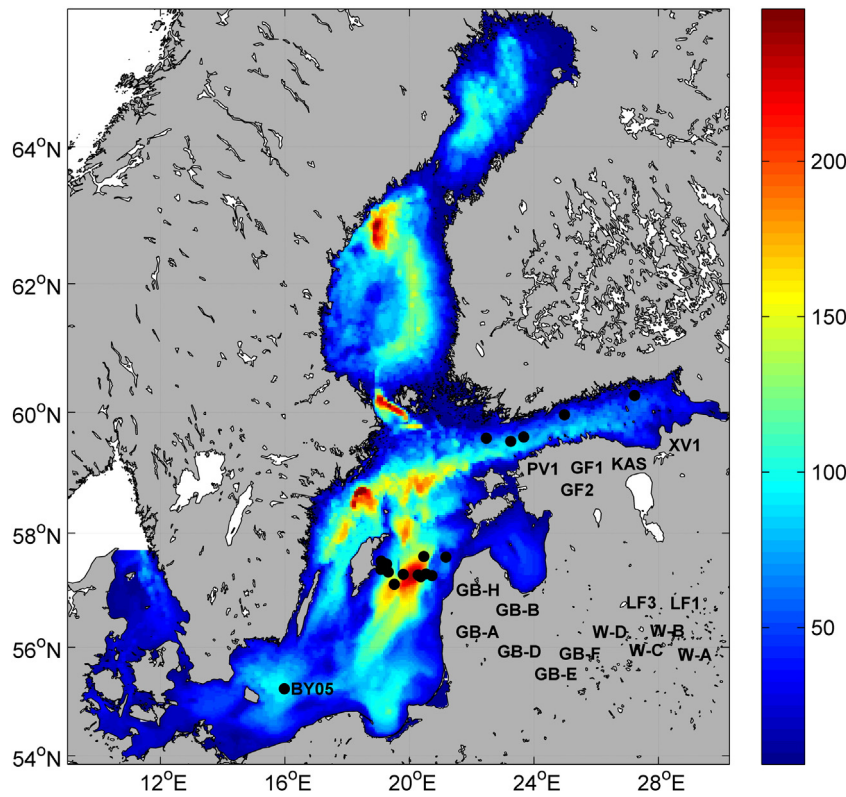 64°N
62°N
60°N
58°N
56°N
54°N
12°E
16°E
20°E
24°E
28°E
200
150
100
50
XV1
PV1 GF1 KAS
GF2
GB-H
GB-B
LF3 LF1
GB-A
W-D W-B
GB-D GB-F W-C W-A
GB-E
BY05